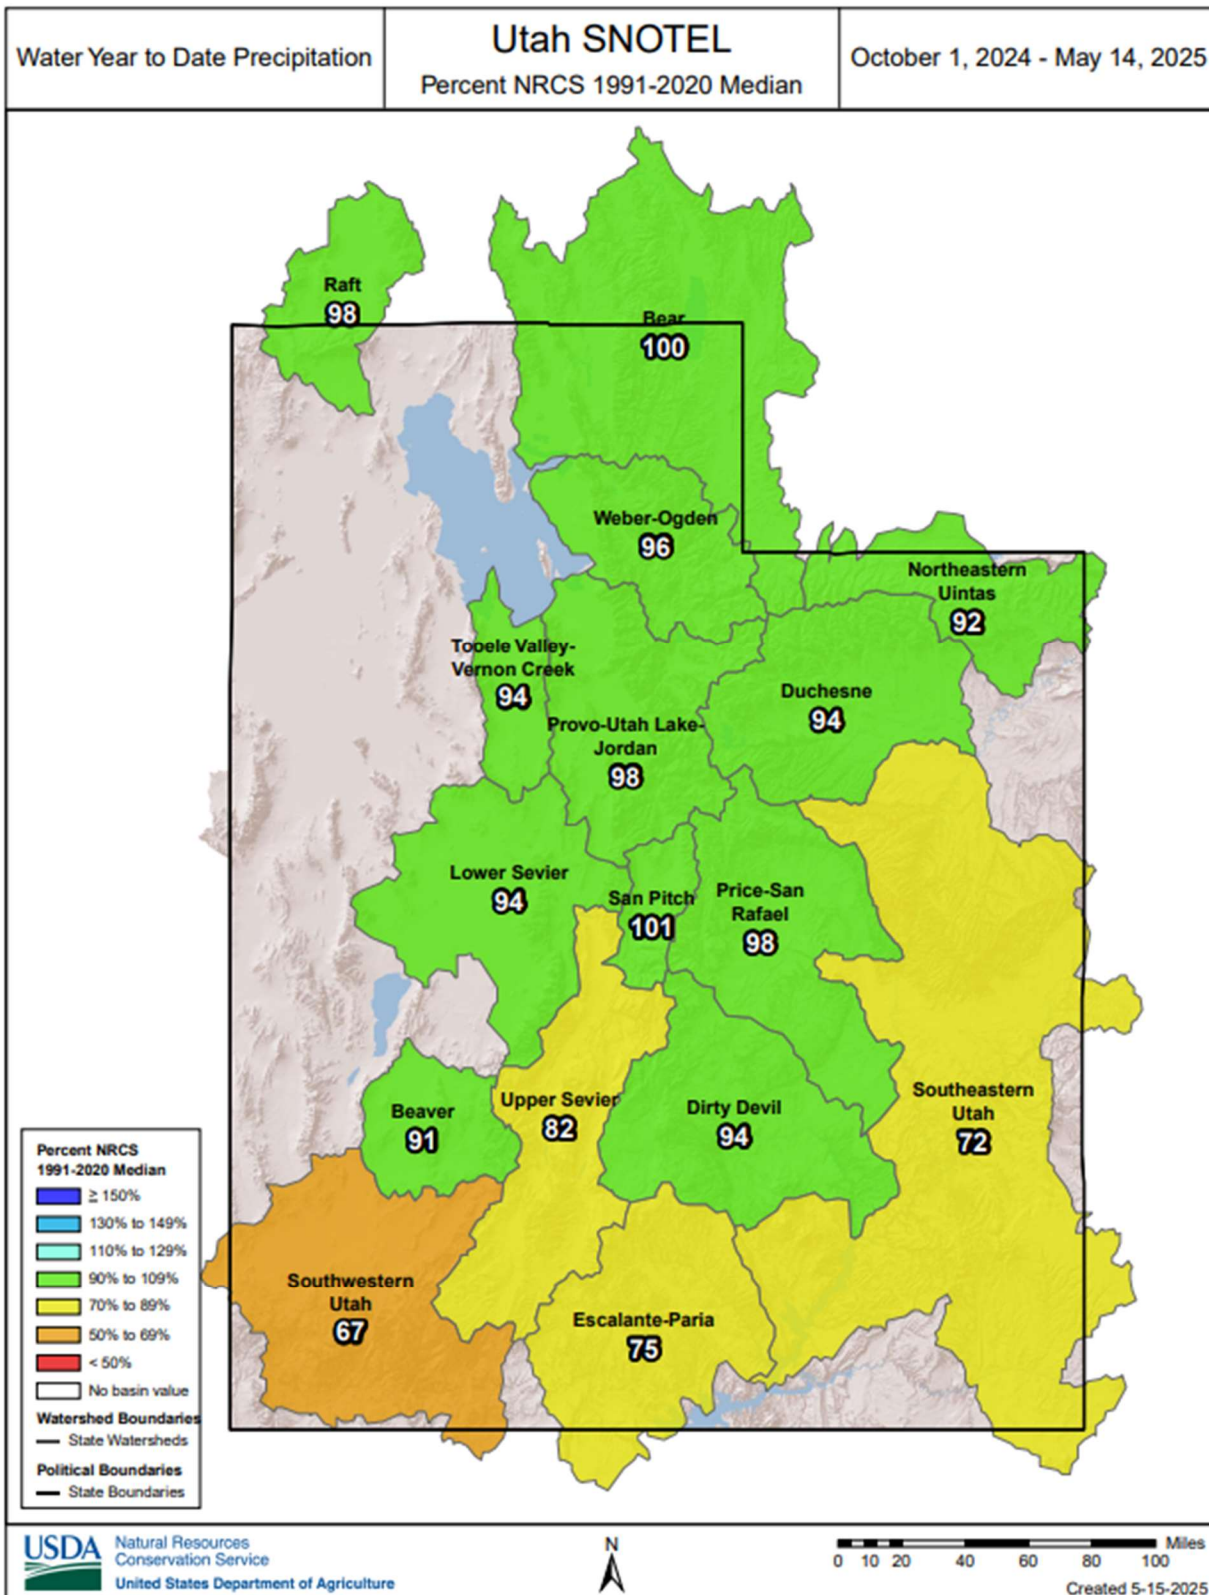 Water Year to Date Precipitation
Utah SNOTEL
Percent NRCS 1991-2020 Median
October 1, 2024 - May 14, 2025
Raft
98
Bear
100
Weber-Ogden
96
Northeastern
Uintas
92
Tooele Valley-
Vernon Creek
94
Duchesne
94
Provo-Utah Lake-
Jordan
98
Lower Sevier
94
San Pitch
101
Price-San
Rafael
98
Beaver
91
Upper Sevier
82
Dirty Devil
94
Southeastern
Utah
72
Southwestern
Utah
67
Escalante-Paria
75
Percent NRCS
1991-2020 Median
≥ 150%
130% to 149%
110% to 129%
90% to 109%
70% to 89%
50% to 69%
< 50%
No basin value
Watershed Boundaries
State Watersheds
Political Boundaries
State Boundaries
USDA
Natural Resources
Conservation Service
United States Department of Agriculture
N
Miles
0 10 20 40 60 80 100
Created 5-15-2025